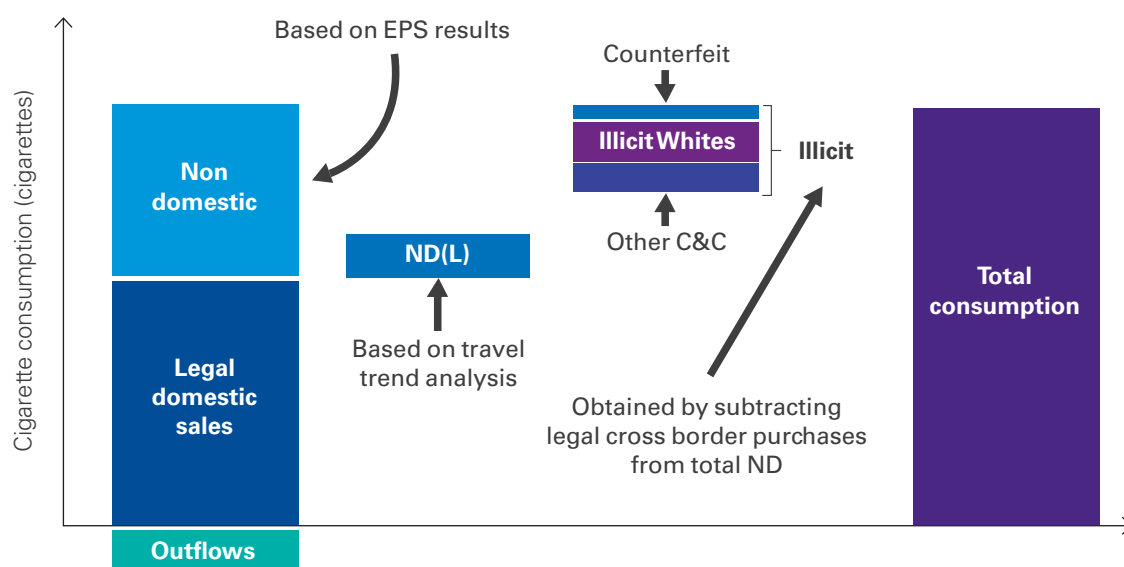 Cigarette consumption (cigarettes)
Based on EPS results
Non
domestic
Legal
domestic
sales
Outflows
ND(L)
Based on travel
trend analysis
Counterfeit
Illicit Whites
Other C&C
Illicit
Obtained by subtracting
legal cross border purchases
from total ND
Total
consumption